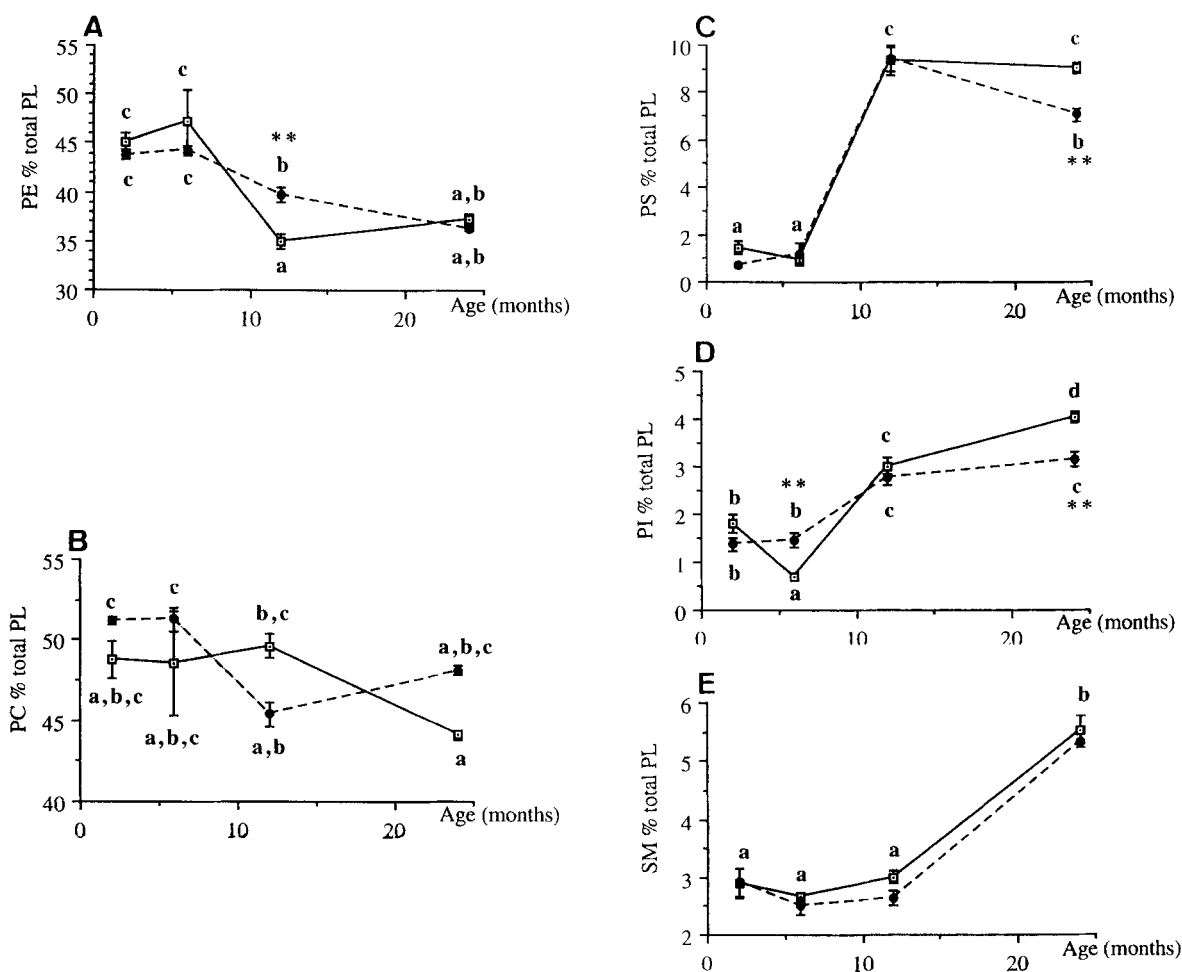 A
55
50
45
40
35
30
PE % total PL
c
c
c
c
**
b
a
a,b
a,b
0
20
Age (months)
B
55
50
45
40
PC % total PL
c
c
b,c
a,b,c
a,b,c
a,b,c
a,b
a
0
10
20
Age (months)
C
10
8
6
4
2
0
PS % total PL
a
a
c
c
b
**
0
10
20
Age (months)
D
5
4
3
2
1
0
PI % total PL
b
b
**
b
a
c
c
d
c
**
0
10
20
Age (months)
E
6
5
4
3
2
SM % total PL
a
a
a
b
0
10
20
Age (months)